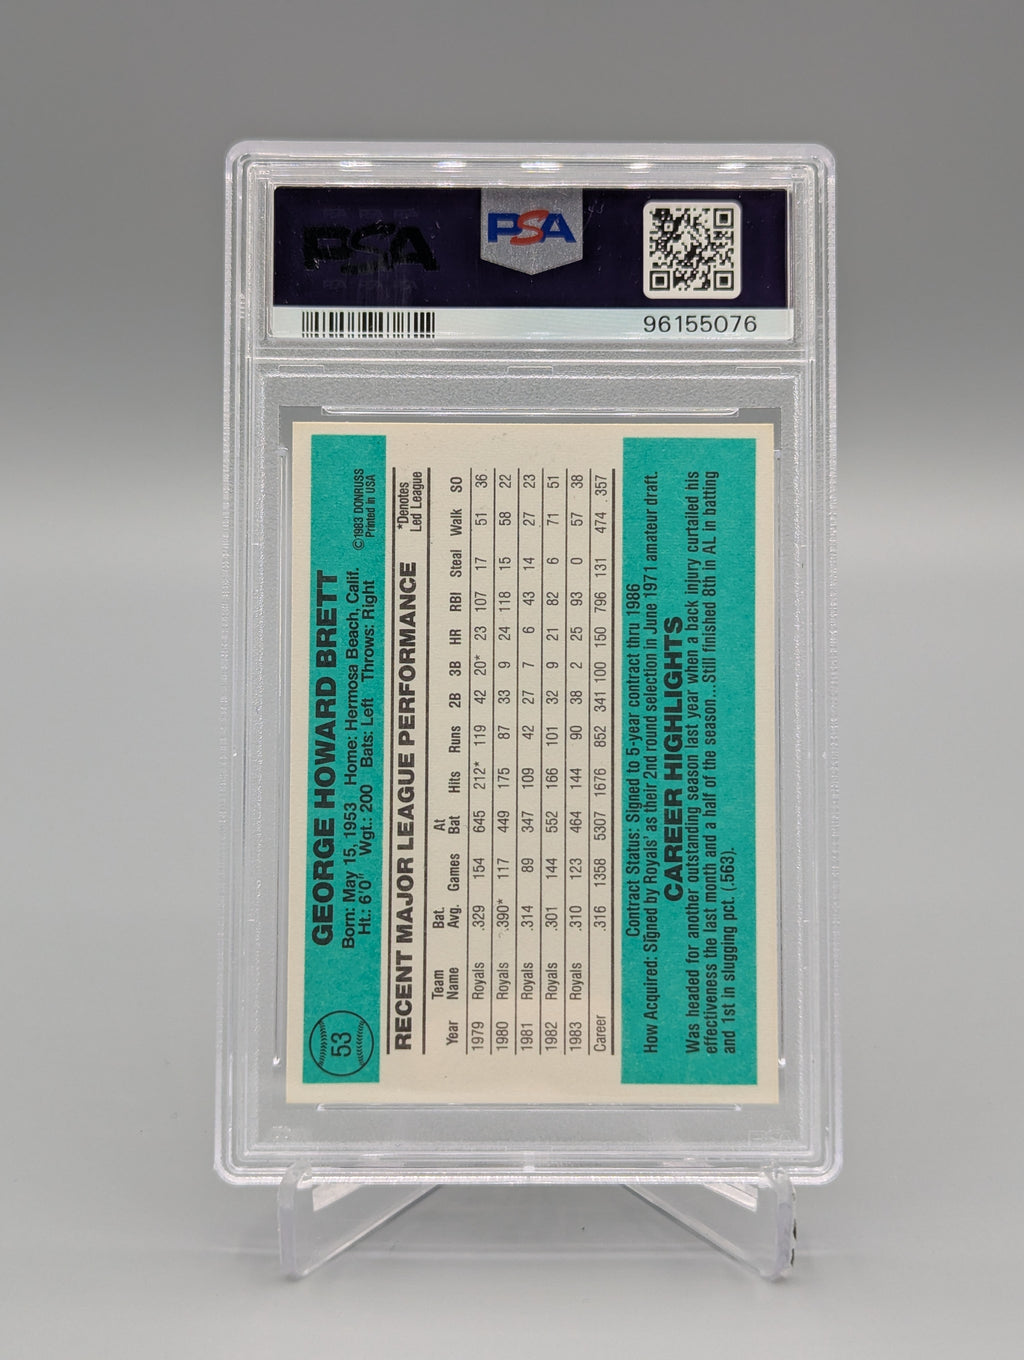 PSA
PSA
96155076
53
GEORGE HOWARD BRETT
Born: May 15, 1953 Home: Hermosa Beach, Calif.
Ht.: 6'0" Wgt.: 200 Bats: Left Throws: Right
©1983 DONRUSS
Printed in USA
RECENT MAJOR LEAGUE PERFORMANCE
*Denotes
Led League
Year Team Name Bat. Avg. Games At Bat Hits Runs 2B 3B HR RBI Steal Walk SO
1979 Royals .329 154 645 212* 119 42 20* 23 107 17 51 36
1980 Royals .390* 117 449 175 87 33 9 24 118 15 58 22
1981 Royals .314 89 347 109 42 27 7 6 43 14 27 23
1982 Royals .301 144 552 166 101 32 9 21 82 6 71 51
1983 Royals .310 123 464 144 90 38 2 25 93 0 57 38
Career .316 1358 5307 1676 852 341 100 150 796 131 474 .357
Contract Status: Signed to 5-year contract thru 1986
How Acquired: Signed by Royals' as their 2nd round selection in June 1971 amateur draft.
CAREER HIGHLIGHTS
Was headed for another outstanding season last year when a back injury curtailed his
effectiveness the last month and a half of the season...Still finished 8th in AL in batting
and 1st in slugging pct. (.563).